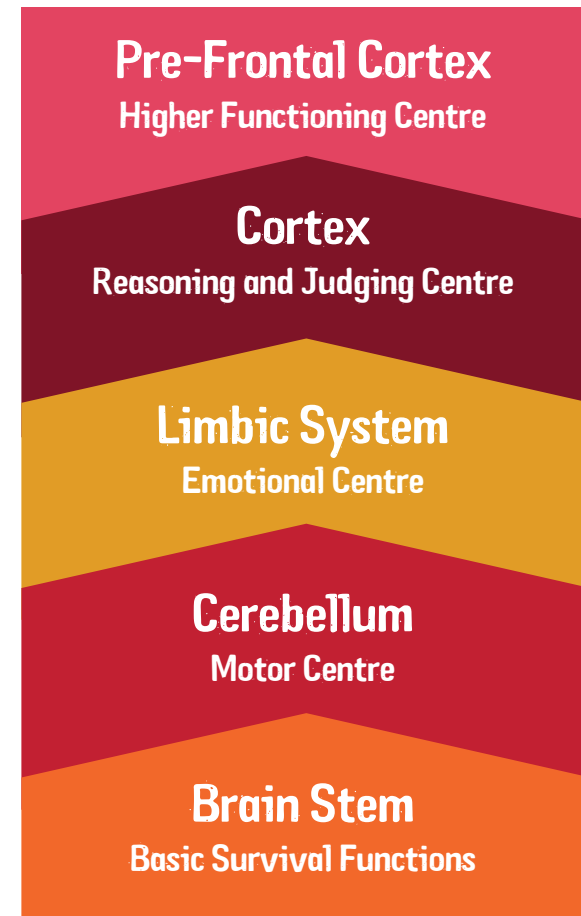 Pre-Frontal Cortex
Higher Functioning Centre
Cortex
Reasoning and Judging Centre
Limbic System
Emotional Centre
Cerebellum
Motor Centre
Brain Stem
Basic Survival Functions